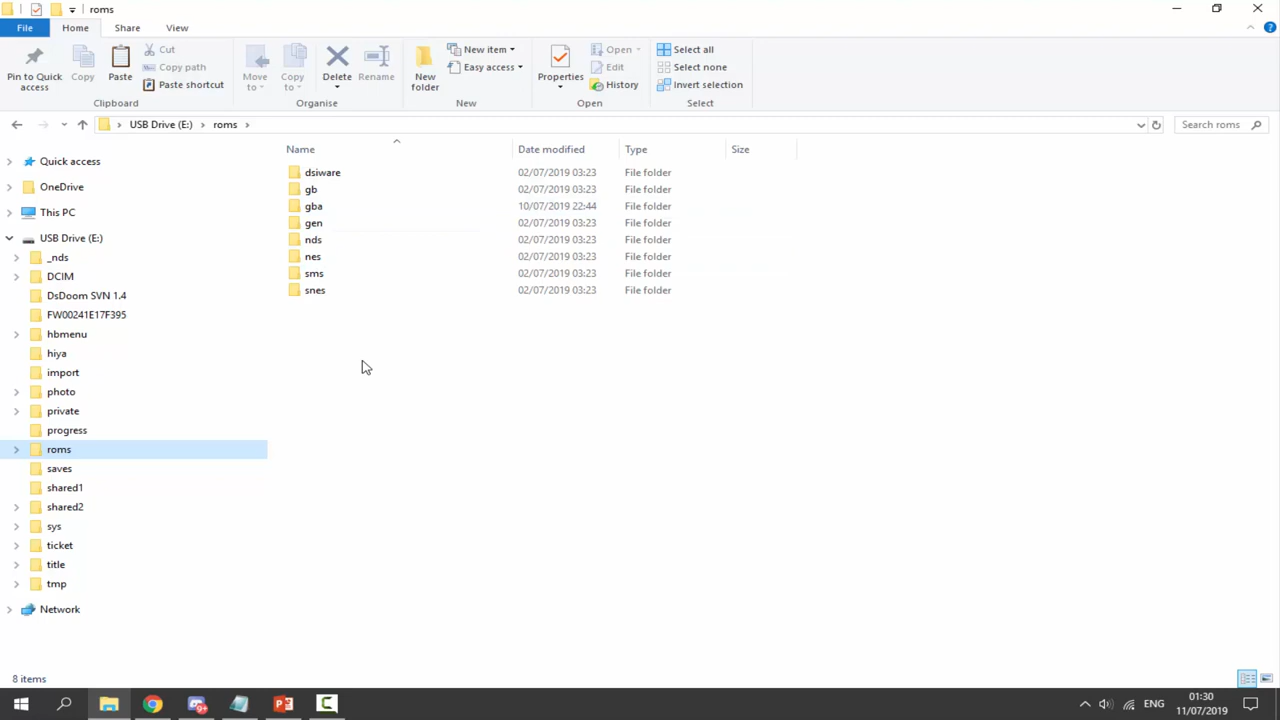 roms
File Home Share View
Pin to Quick access
Copy
Paste
Cut
Copy path
Paste shortcut
Clipboard
Move to
Copy to
Delete
Rename
Organise
New folder
New item
Easy access
New
Properties
Open
Edit
History
Open
Select all
Select none
Invert selection
Select
USB Drive (E:) roms
Search roms
Quick access
OneDrive
This PC
USB Drive (E:)
_nds
DCIM
DsDoom SVN 1.4
FW00241E17F395
hbmenu
hiya
import
photo
private
progress
roms
saves
shared1
shared2
sys
ticket
title
tmp
Network
Name Date modified Type Size
dsiware 02/07/2019 03:23 File folder
gb 02/07/2019 03:23 File folder
gba 10/07/2019 22:44 File folder
gen 02/07/2019 03:23 File folder
nds 02/07/2019 03:23 File folder
nes 02/07/2019 03:23 File folder
sms 02/07/2019 03:23 File folder
snes 02/07/2019 03:23 File folder
8 items
ENG
01:30
11/07/2019